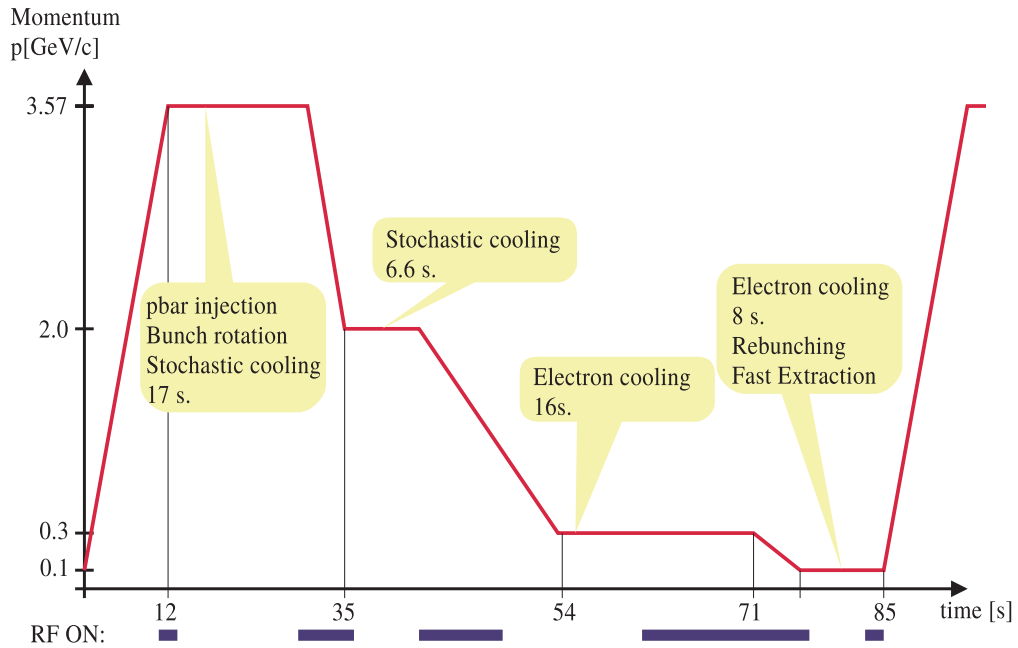 Momentum
p[GeV/c]
3.57
Stochastic cooling
6.6 s.
Electron cooling
8 s.
Rebunching
Fast Extraction
pbar injection
Bunch rotation
Stochastic cooling
17 s.
2.0
Electron cooling
16s.
0.3
0.1
12 35 54 71 85 time [s]
RF ON: